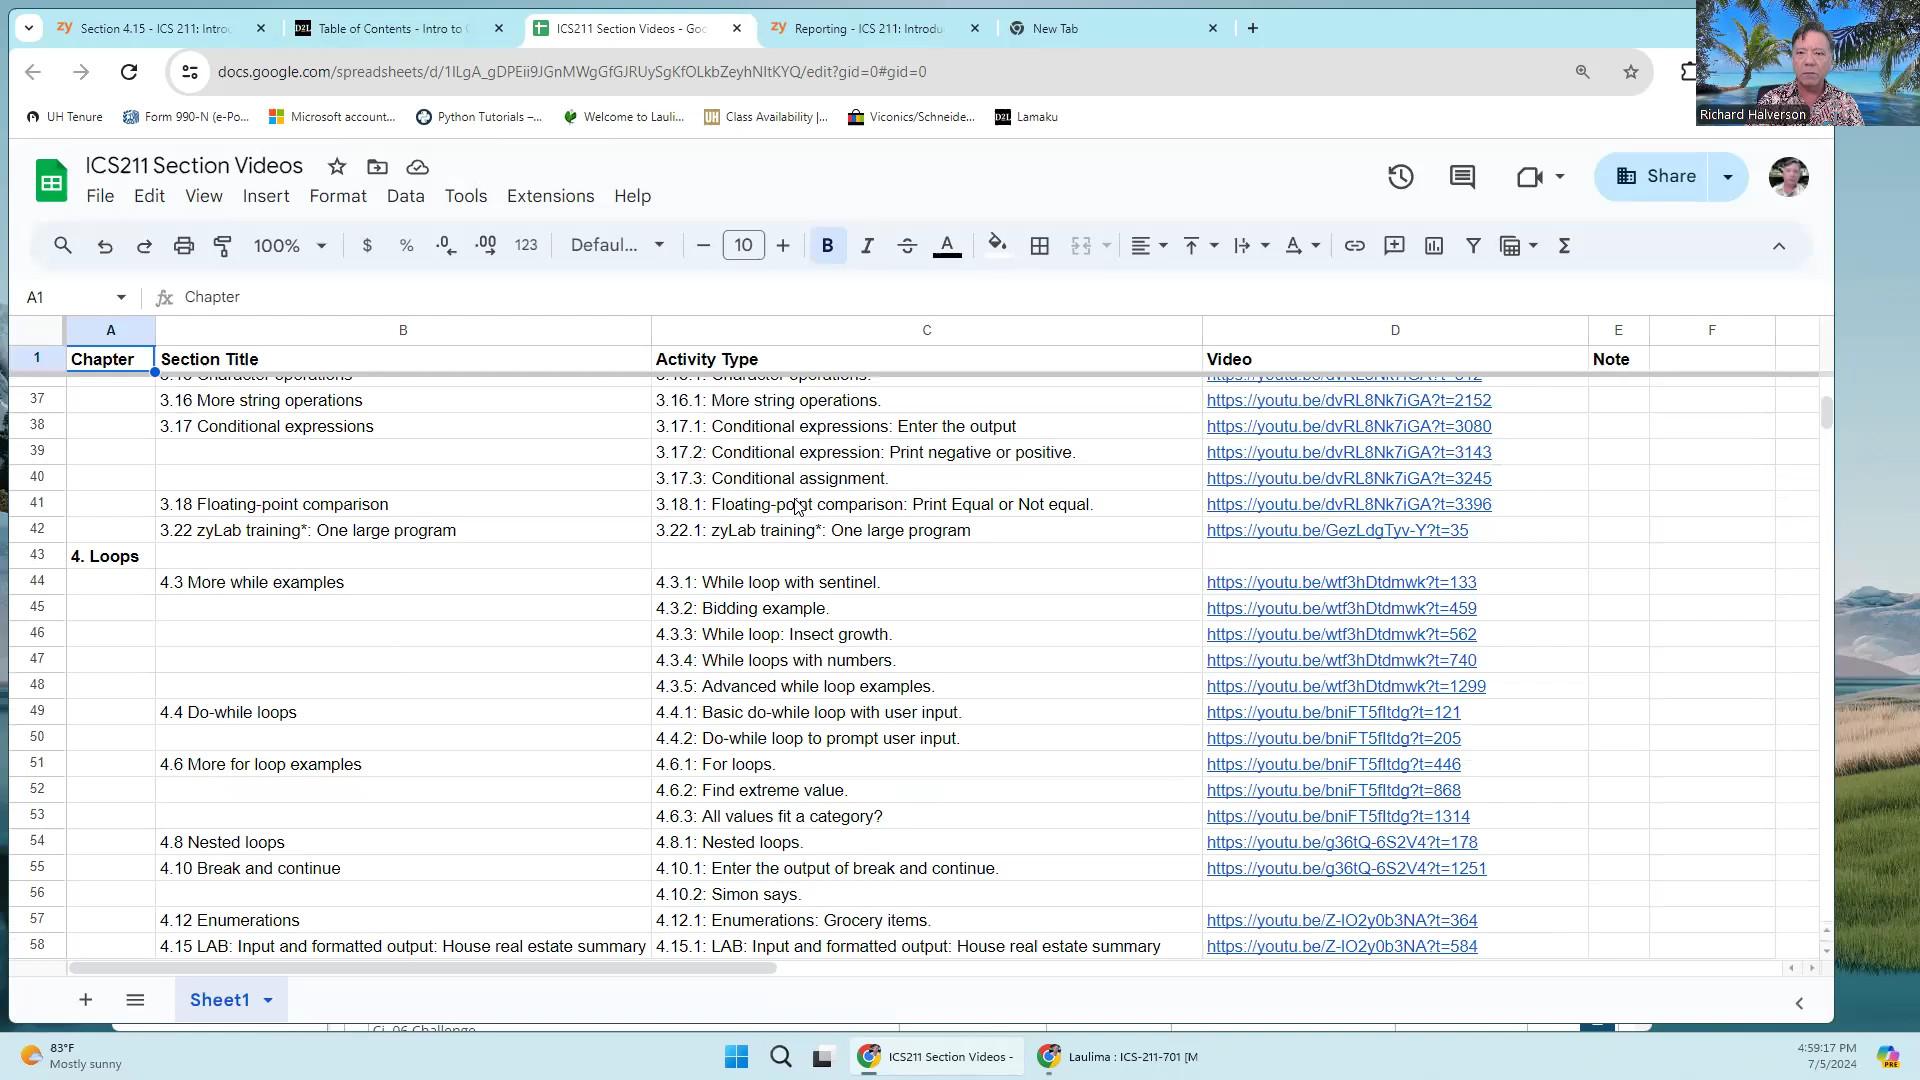 Section 4.15 - ICS 211: Introd
Table of Contents - Intro to C
ICS211 Section Videos - Goo
Reporting - ICS 211: Introdu
New Tab
docs.google.com/spreadsheets/d/1ILgA_gDPEii9JGnMWgGfGJRUySgKfOLkbZeyhNItKYQ/edit?gid=0#gid=0
UH Tenure
Form 990-N (e-Po...
Microsoft account...
Python Tutorials –...
Welcome to Lauli...
Class Availability |...
Viconics/Schneide...
Lamaku
Richard Halverson
ICS211 Section Videos
File Edit View Insert Format Data Tools Extensions Help
Share
100% $ % .0 .00 123 Defaul... 10 B I A
A1 Chapter
A B C D E F
1 Chapter Section Title Activity Type Video Note
37 3.16 More string operations 3.16.1: More string operations. https://youtu.be/dvRL8Nk7iGA?t=2152
38 3.17 Conditional expressions 3.17.1: Conditional expressions: Enter the output https://youtu.be/dvRL8Nk7iGA?t=3080
39 3.17.2: Conditional expression: Print negative or positive. https://youtu.be/dvRL8Nk7iGA?t=3143
40 3.17.3: Conditional assignment. https://youtu.be/dvRL8Nk7iGA?t=3245
41 3.18 Floating-point comparison 3.18.1: Floating-point comparison: Print Equal or Not equal. https://youtu.be/dvRL8Nk7iGA?t=3396
42 3.22 zyLab training*: One large program 3.22.1: zyLab training*: One large program https://youtu.be/GezLdgTyv-Y?t=35
43 4. Loops
44 4.3 More while examples 4.3.1: While loop with sentinel. https://youtu.be/wtf3hDtdmwk?t=133
45 4.3.2: Bidding example. https://youtu.be/wtf3hDtdmwk?t=459
46 4.3.3: While loop: Insect growth. https://youtu.be/wtf3hDtdmwk?t=562
47 4.3.4: While loops with numbers. https://youtu.be/wtf3hDtdmwk?t=740
48 4.3.5: Advanced while loop examples. https://youtu.be/wtf3hDtdmwk?t=1299
49 4.4 Do-while loops 4.4.1: Basic do-while loop with user input. https://youtu.be/bniFT5fItdg?t=121
50 4.4.2: Do-while loop to prompt user input. https://youtu.be/bniFT5fItdg?t=205
51 4.6 More for loop examples 4.6.1: For loops. https://youtu.be/bniFT5fItdg?t=446
52 4.6.2: Find extreme value. https://youtu.be/bniFT5fItdg?t=868
53 4.6.3: All values fit a category? https://youtu.be/bniFT5fItdg?t=1314
54 4.8 Nested loops 4.8.1: Nested loops. https://youtu.be/g36tQ-6S2V4?t=178
55 4.10 Break and continue 4.10.1: Enter the output of break and continue. https://youtu.be/g36tQ-6S2V4?t=1251
56 4.10.2: Simon says.
57 4.12 Enumerations 4.12.1: Enumerations: Grocery items. https://youtu.be/Z-IO2y0b3NA?t=364
58 4.15 LAB: Input and formatted output: House real estate summary 4.15.1: LAB: Input and formatted output: House real estate summary https://youtu.be/Z-IO2y0b3NA?t=584
Sheet1
83°F
Mostly sunny
ICS211 Section Videos -
Laulima : ICS-211-701 [M
4:59:17 PM
7/5/2024